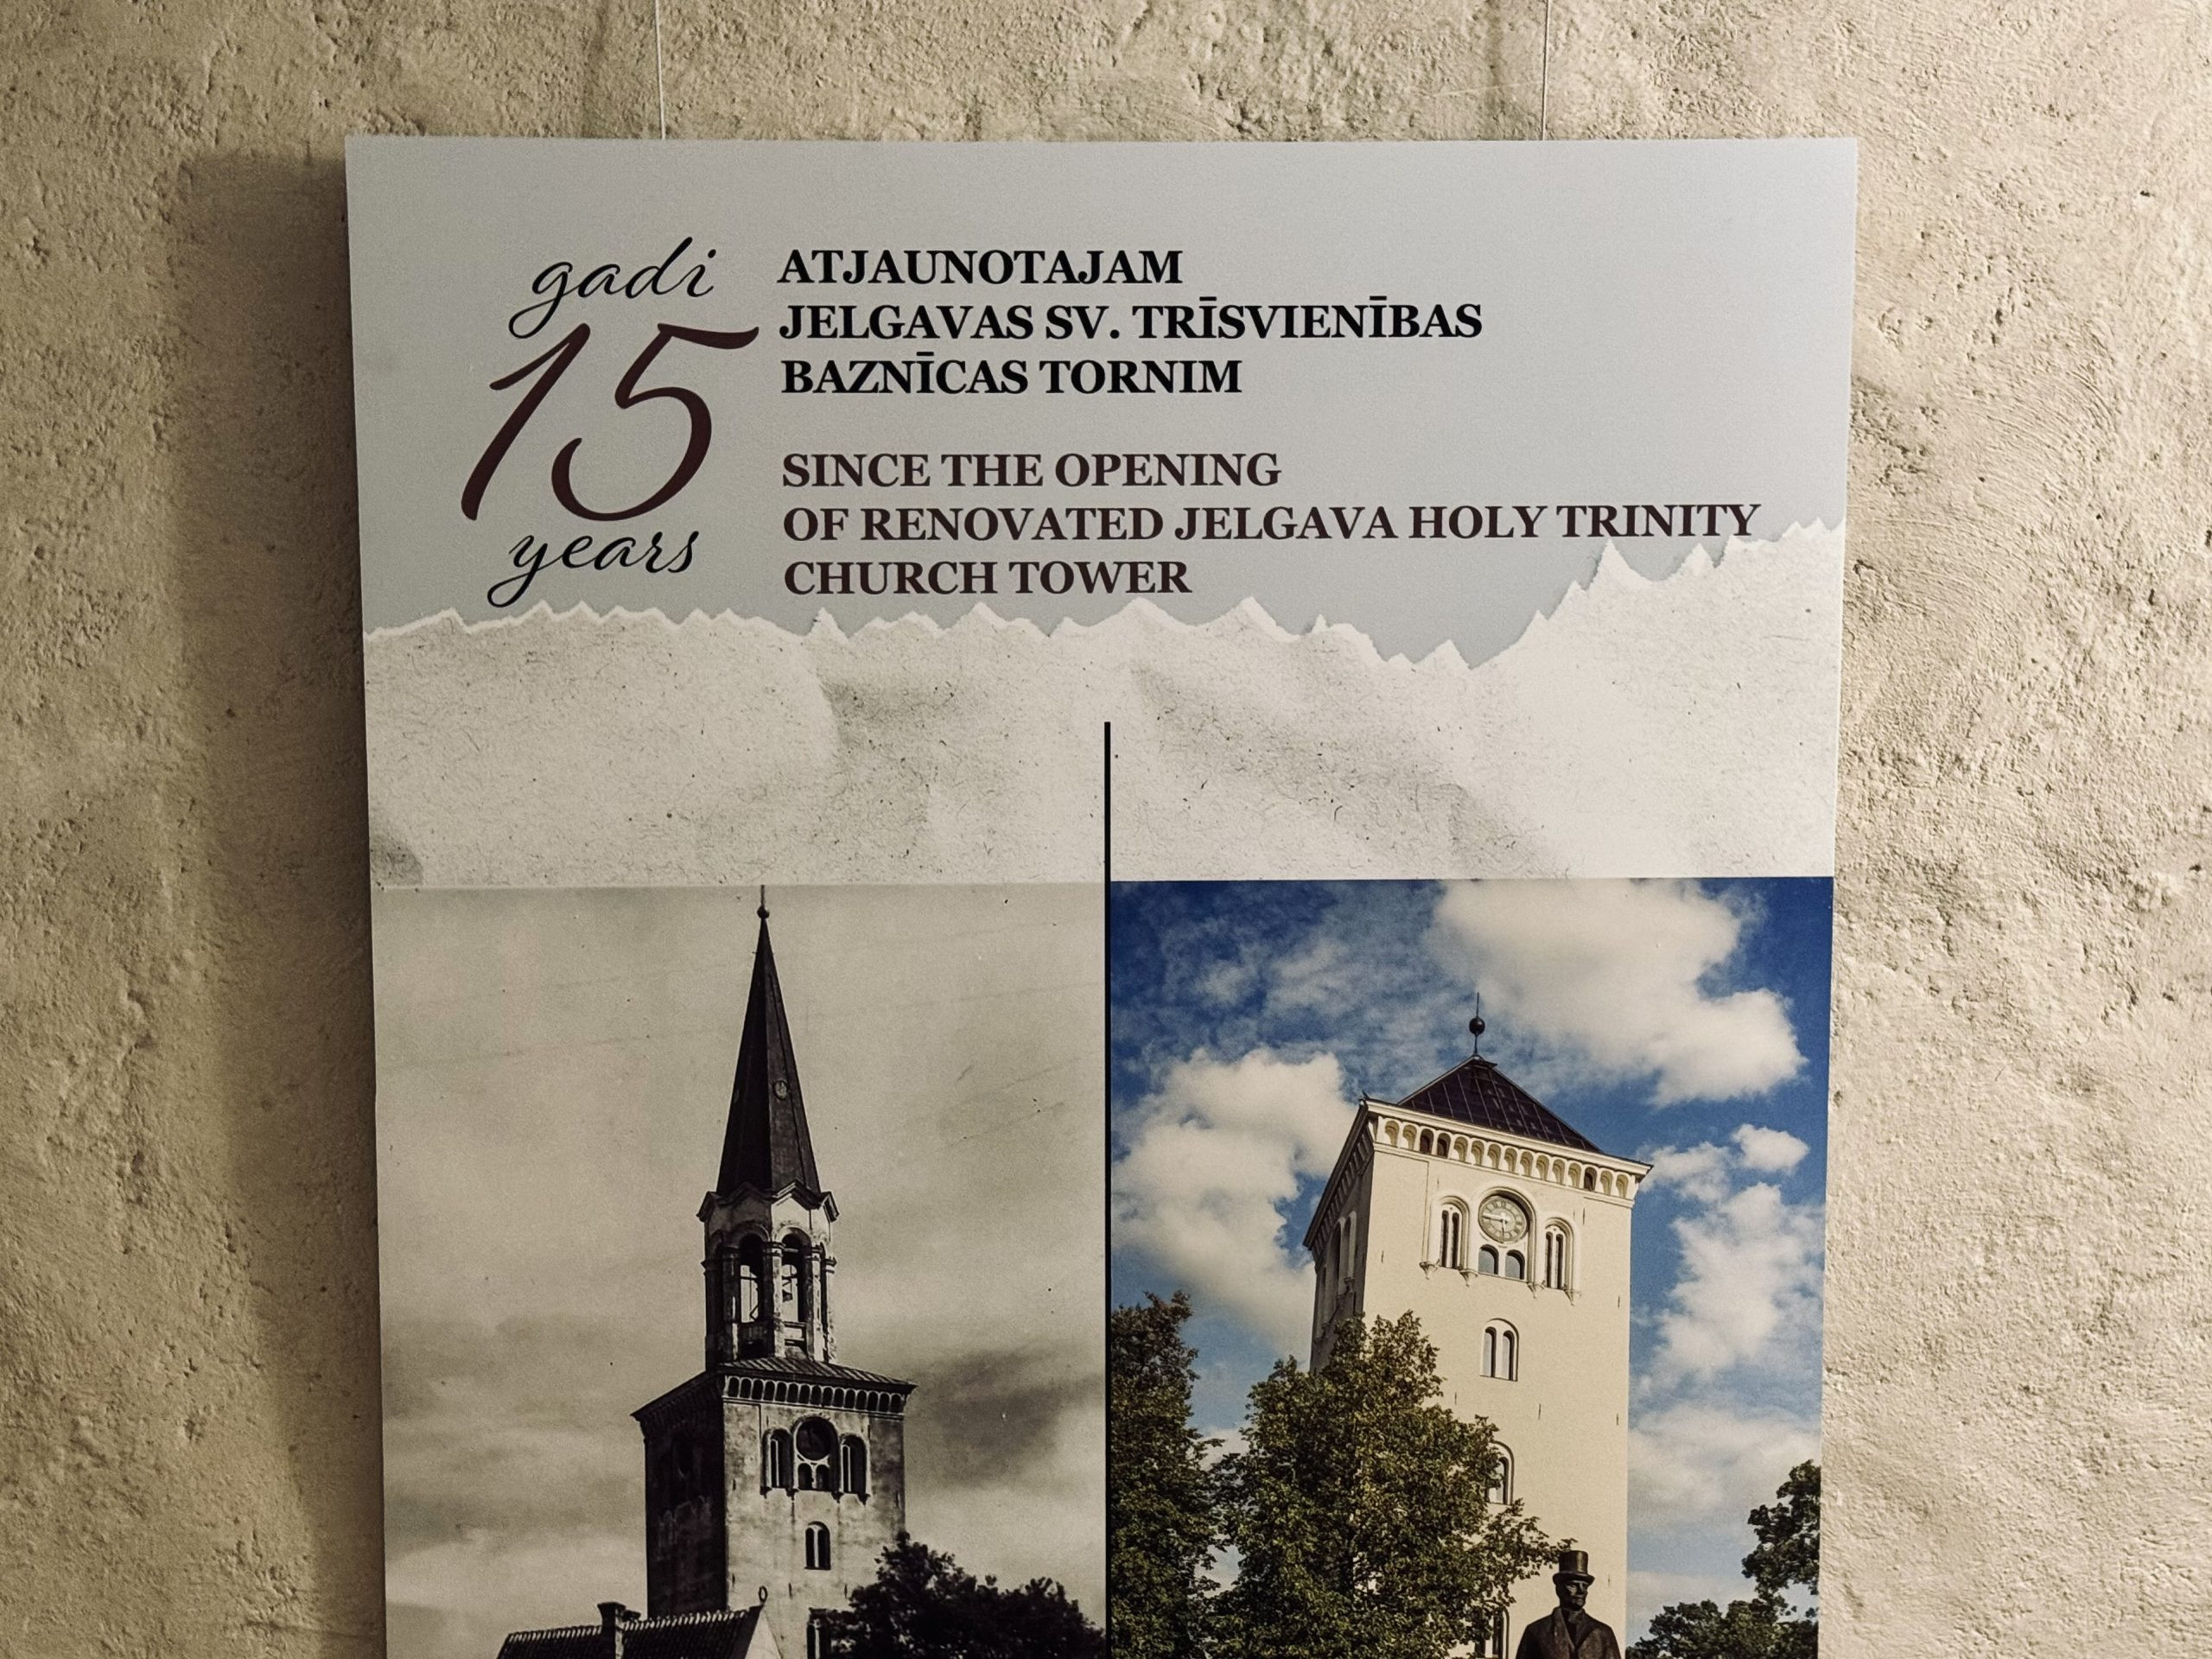 gadi
15
years
ATJAUNOTAJAM
JELGAVAS SV. TRĪSVIENĪBAS
BAZNĪCAS TORNIM
SINCE THE OPENING
OF RENOVATED JELGAVA HOLY TRINITY
CHURCH TOWER